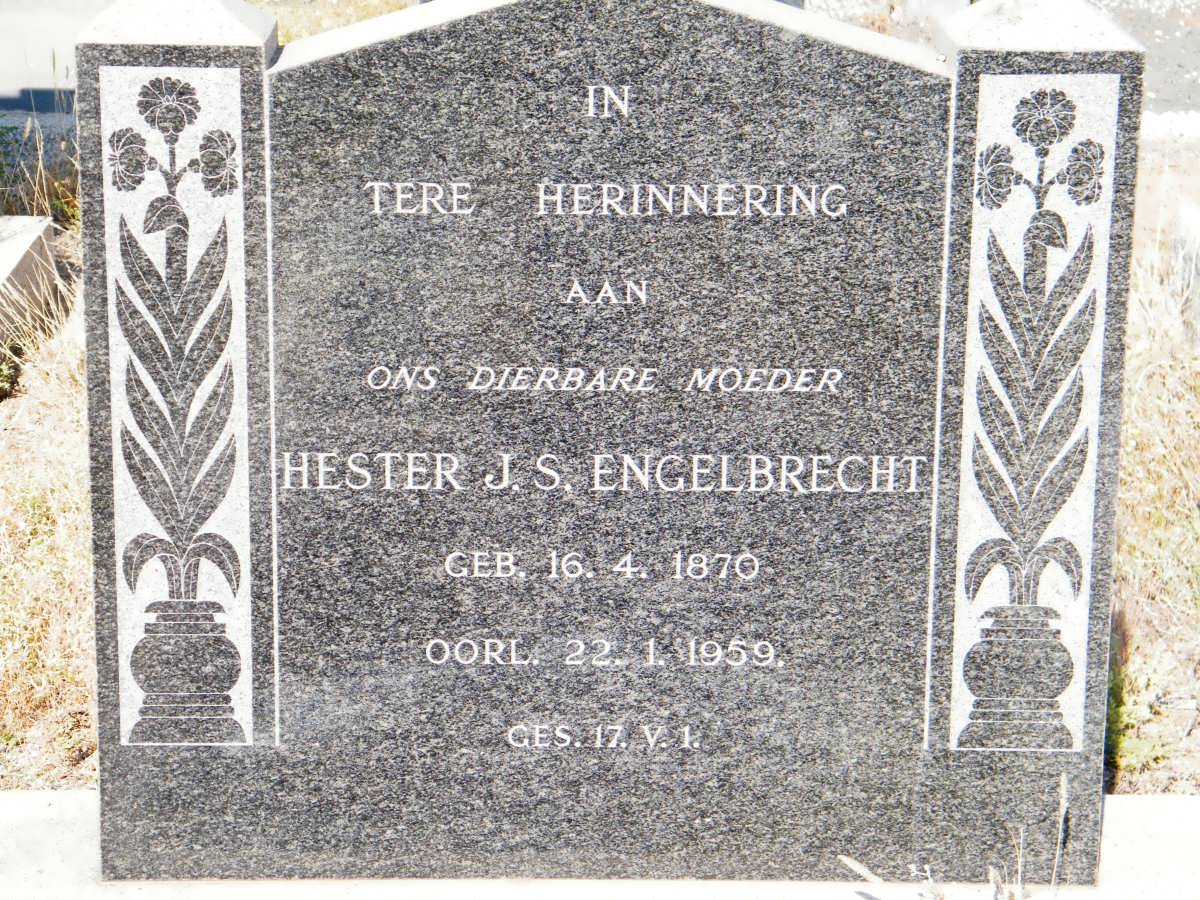 IN
TERE HERINNERING
AAN
ONS DIERBARE MOEDER
HESTER J. S. ENGELBRECHT
GEB. 16. 4. 1870
OORL. 22. 1. 1959.
GES. 17. V. 1.